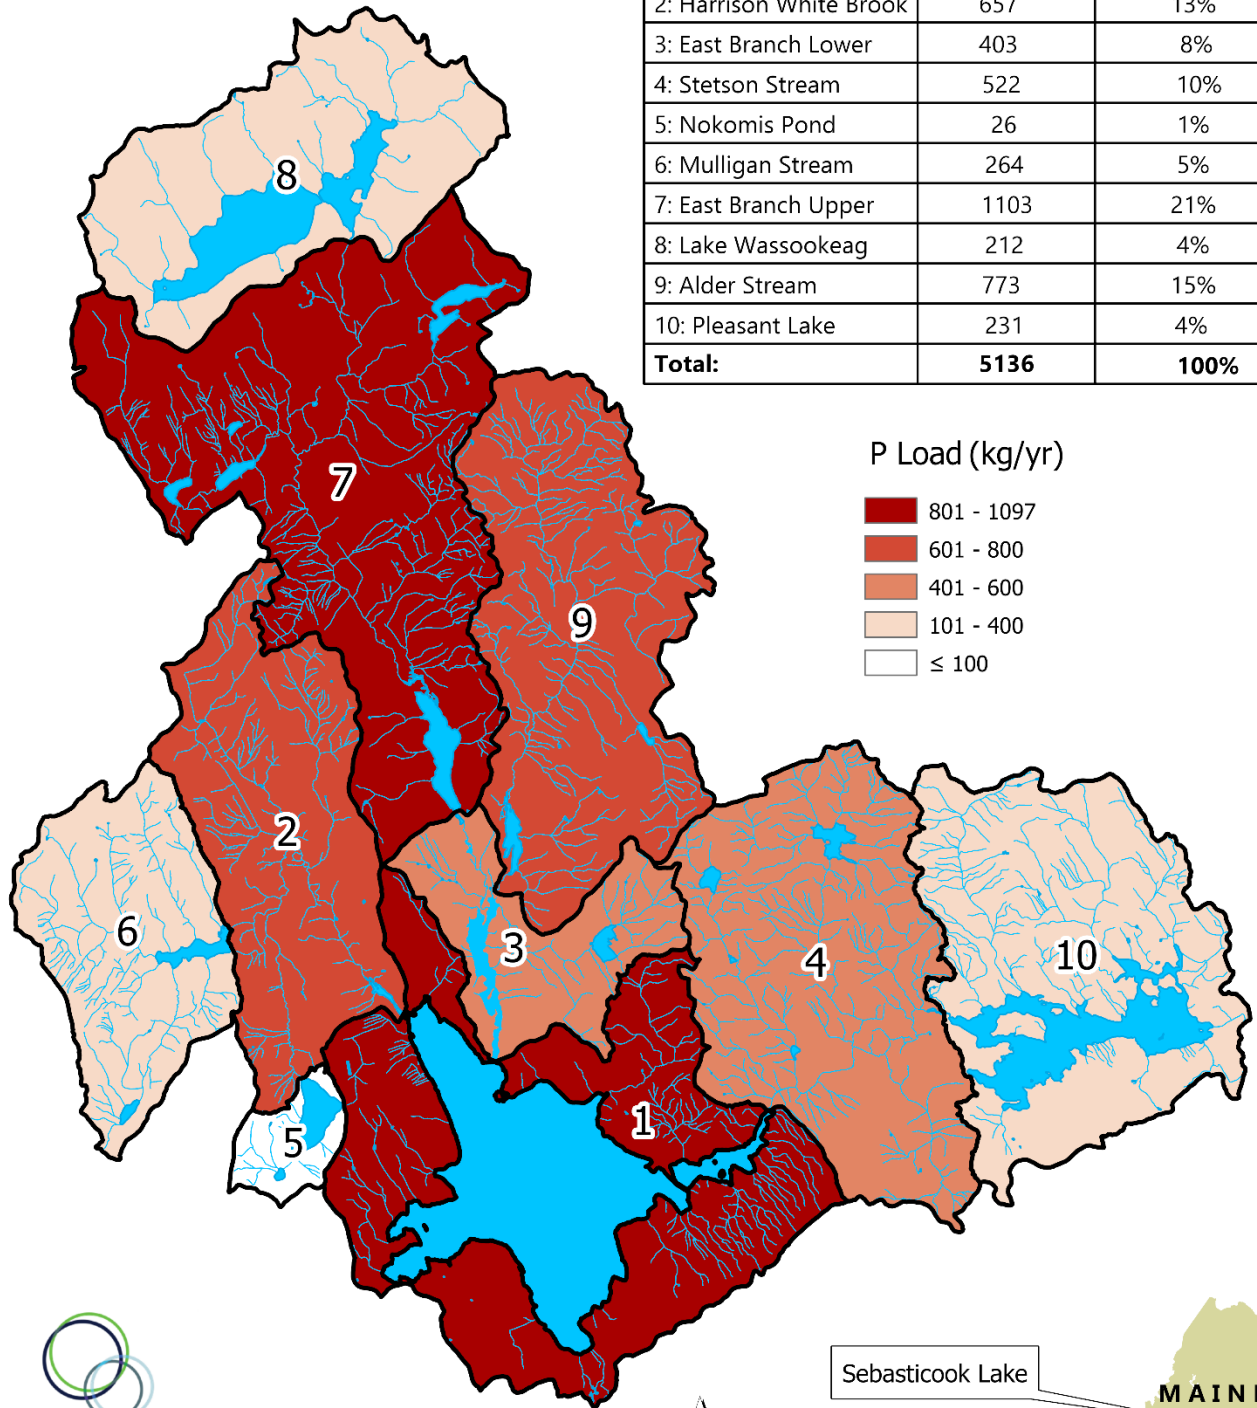 2: Harrison White Brook 657 13%
3: East Branch Lower 403 8%
4: Stetson Stream 522 10%
5: Nokomis Pond 26 1%
6: Mulligan Stream 264 5%
7: East Branch Upper 1103 21%
8: Lake Wassookeag 212 4%
9: Alder Stream 773 15%
10: Pleasant Lake 231 4%
Total: 5136 100%
P Load (kg/yr)
801 - 1097
601 - 800
401 - 600
101 - 400
≤ 100
8
7
9
2
6
3
4
10
1
5
Sebasticook Lake
MAIN